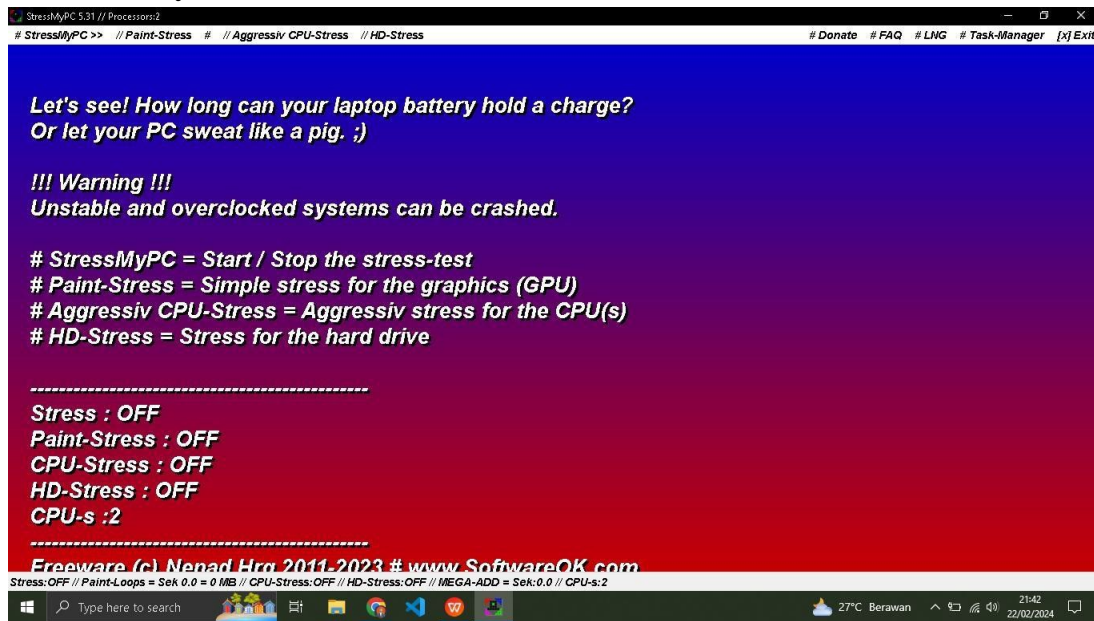 StressMyPC 5.31 // Processors:2
# StressMyPC >> // Paint-Stress # // Aggressiv CPU-Stress // HD-Stress # Donate # FAQ # LNG # Task-Manager [x] Exit
Let's see! How long can your laptop battery hold a charge?
Or let your PC sweat like a pig. ;)
!!! Warning !!!
Unstable and overclocked systems can be crashed.
# StressMyPC = Start / Stop the stress-test
# Paint-Stress = Simple stress for the graphics (GPU)
# Aggressiv CPU-Stress = Aggressiv stress for the CPU(s)
# HD-Stress = Stress for the hard drive
-----------------------------------------------
Stress : OFF
Paint-Stress : OFF
CPU-Stress : OFF
HD-Stress : OFF
CPU-s :2
-----------------------------------------------
Freeware (c) Nenad Hrg 2011-2023 # www.SoftwareOK.com
Stress:OFF // Paint-Loops = Sek 0.0 = 0 MB // CPU-Stress:OFF // HD-Stress:OFF // MEGA-ADD = Sek:0.0 // CPU-s:2
Type here to search
27°C Berawan
21:42
22/02/2024